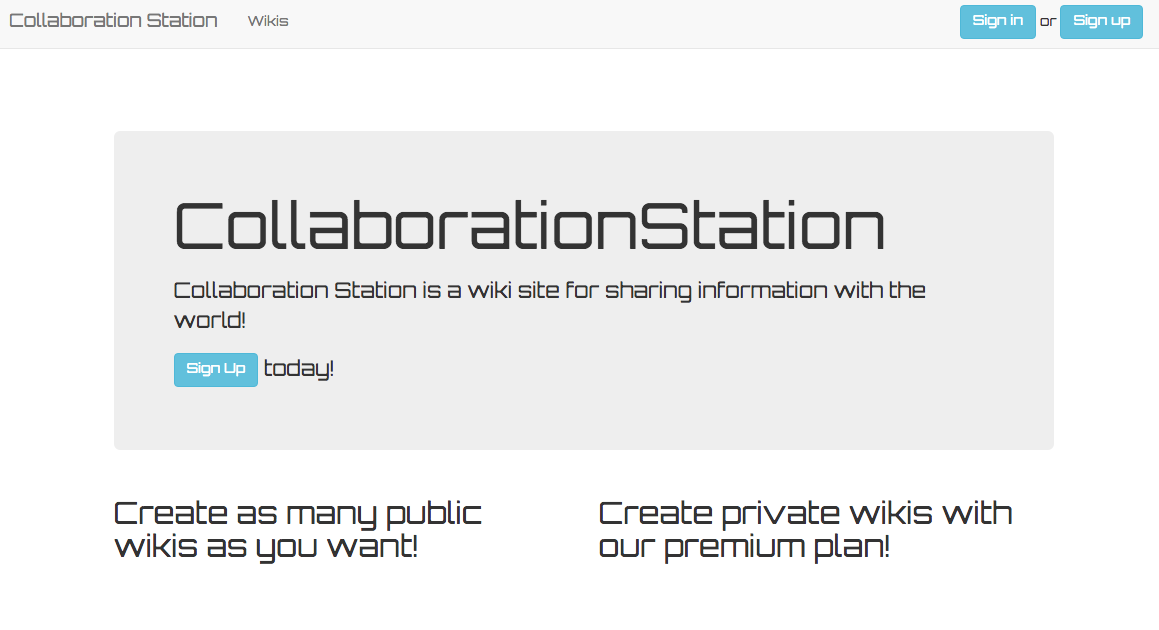 Collaboration Station Wikis Sign in or Sign up
CollaborationStation
Collaboration Station is a wiki site for sharing information with the
world!
Sign Up today!
Create as many public
wikis as you want!
Create private wikis with
our premium plan!